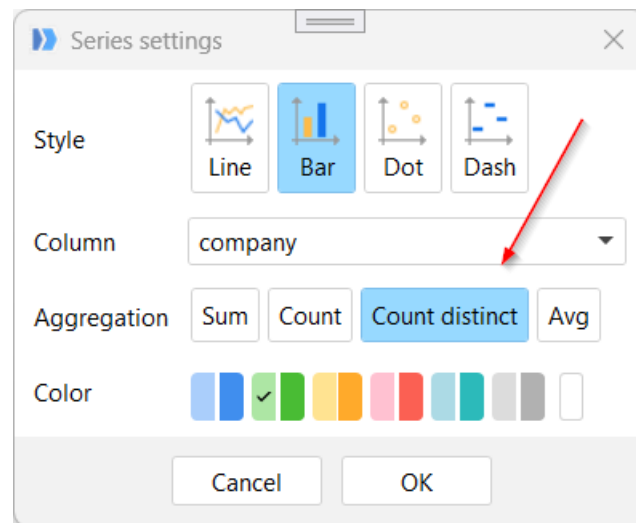 Series settings
Style
Line Bar Dot Dash
Column company
Aggregation Sum Count Count distinct Avg
Color
Cancel OK